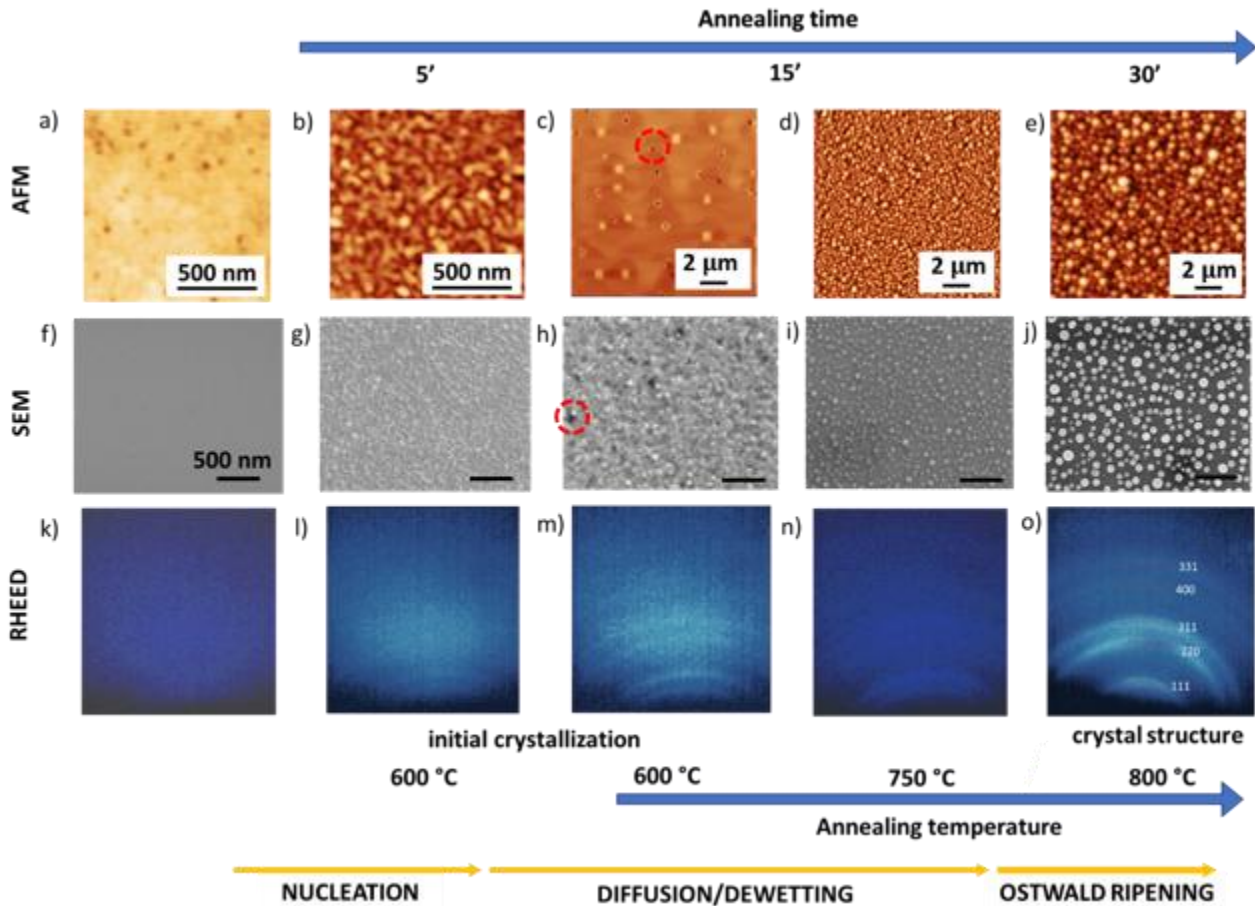 Annealing time
5’ 15’ 30’
a) b) c) d) e)
AFM
500 nm 500 nm 2 μm 2 μm 2 μm
f) g) h) i) j)
SEM
500 nm
k) l) m) n) o)
RHEED
331
400
311
220
111
initial crystallization crystal structure
600 °C 600 °C 750 °C 800 °C
Annealing temperature
NUCLEATION DIFFUSION/DEWETTING OSTWALD RIPENING